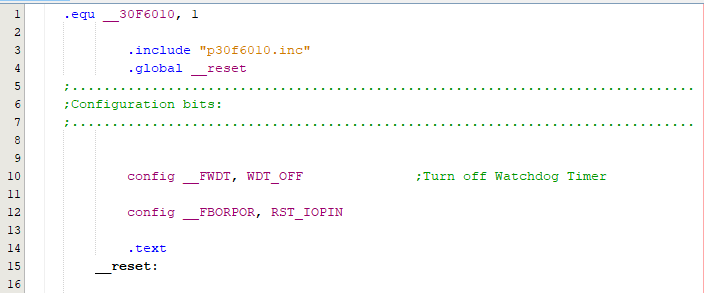 1 .equ __30F6010, 1
2
3 .include "p30f6010.inc"
4 .global __reset
5 ;..............................................................................
6 ;Configuration bits:
7 ;..............................................................................
8
9
10 config __FWDT, WDT_OFF ;Turn off Watchdog Timer
11
12 config __FBORPOR, RST_IOPIN
13
14 .text
15 __reset:
16